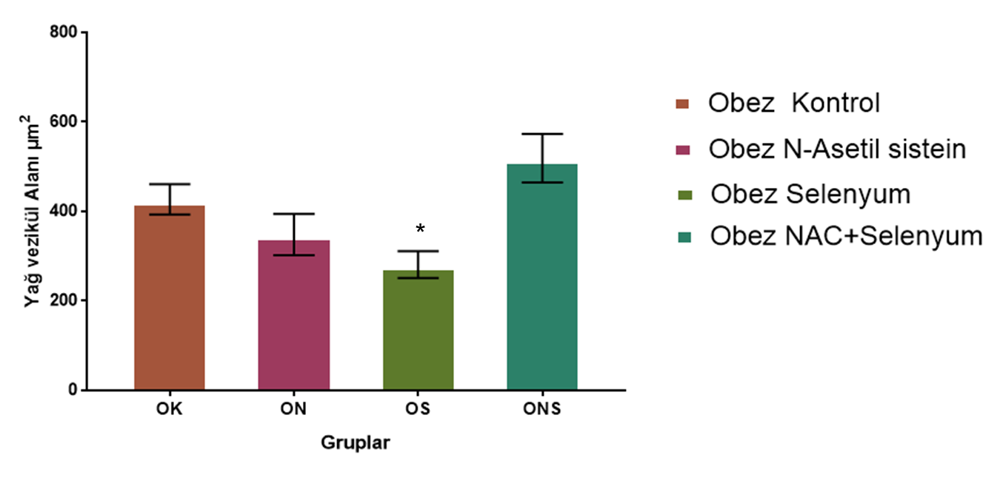 800
600
400
200
0
Yağ vezikül Alanı µm²
*
OK
ON
OS
ONS
Gruplar
Obez Kontrol
Obez N-Asetil sistein
Obez Selenyum
Obez NAC+Selenyum